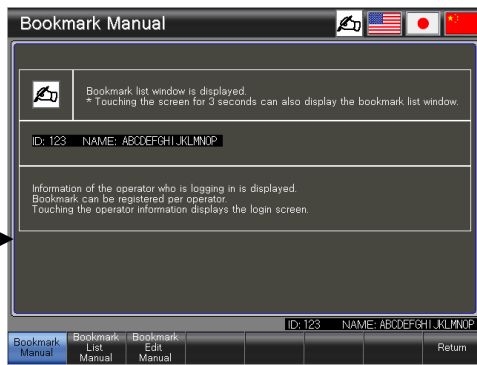 Bookmark Manual
Bookmark list window is displayed.
* Touching the screen for 3 seconds can also display the bookmark list window.
ID: 123 NAME: ABCDEFGHIJKLMNOP
Information of the operator who is logging in is displayed.
Bookmark can be registered per operator.
Touching the operator information displays the login screen.
ID: 123 NAME: ABCDEFGHIJKLMNOP
Bookmark Manual
Bookmark List Manual
Bookmark Edit Manual
Return